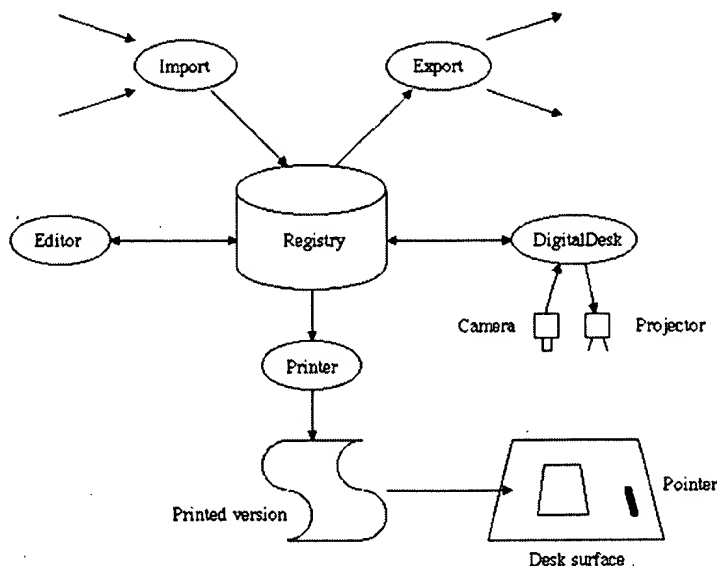 Import
Export
Editor
Registry
DigitalDesk
Camera
Projector
Printer
Printed version
Pointer
Desk surface